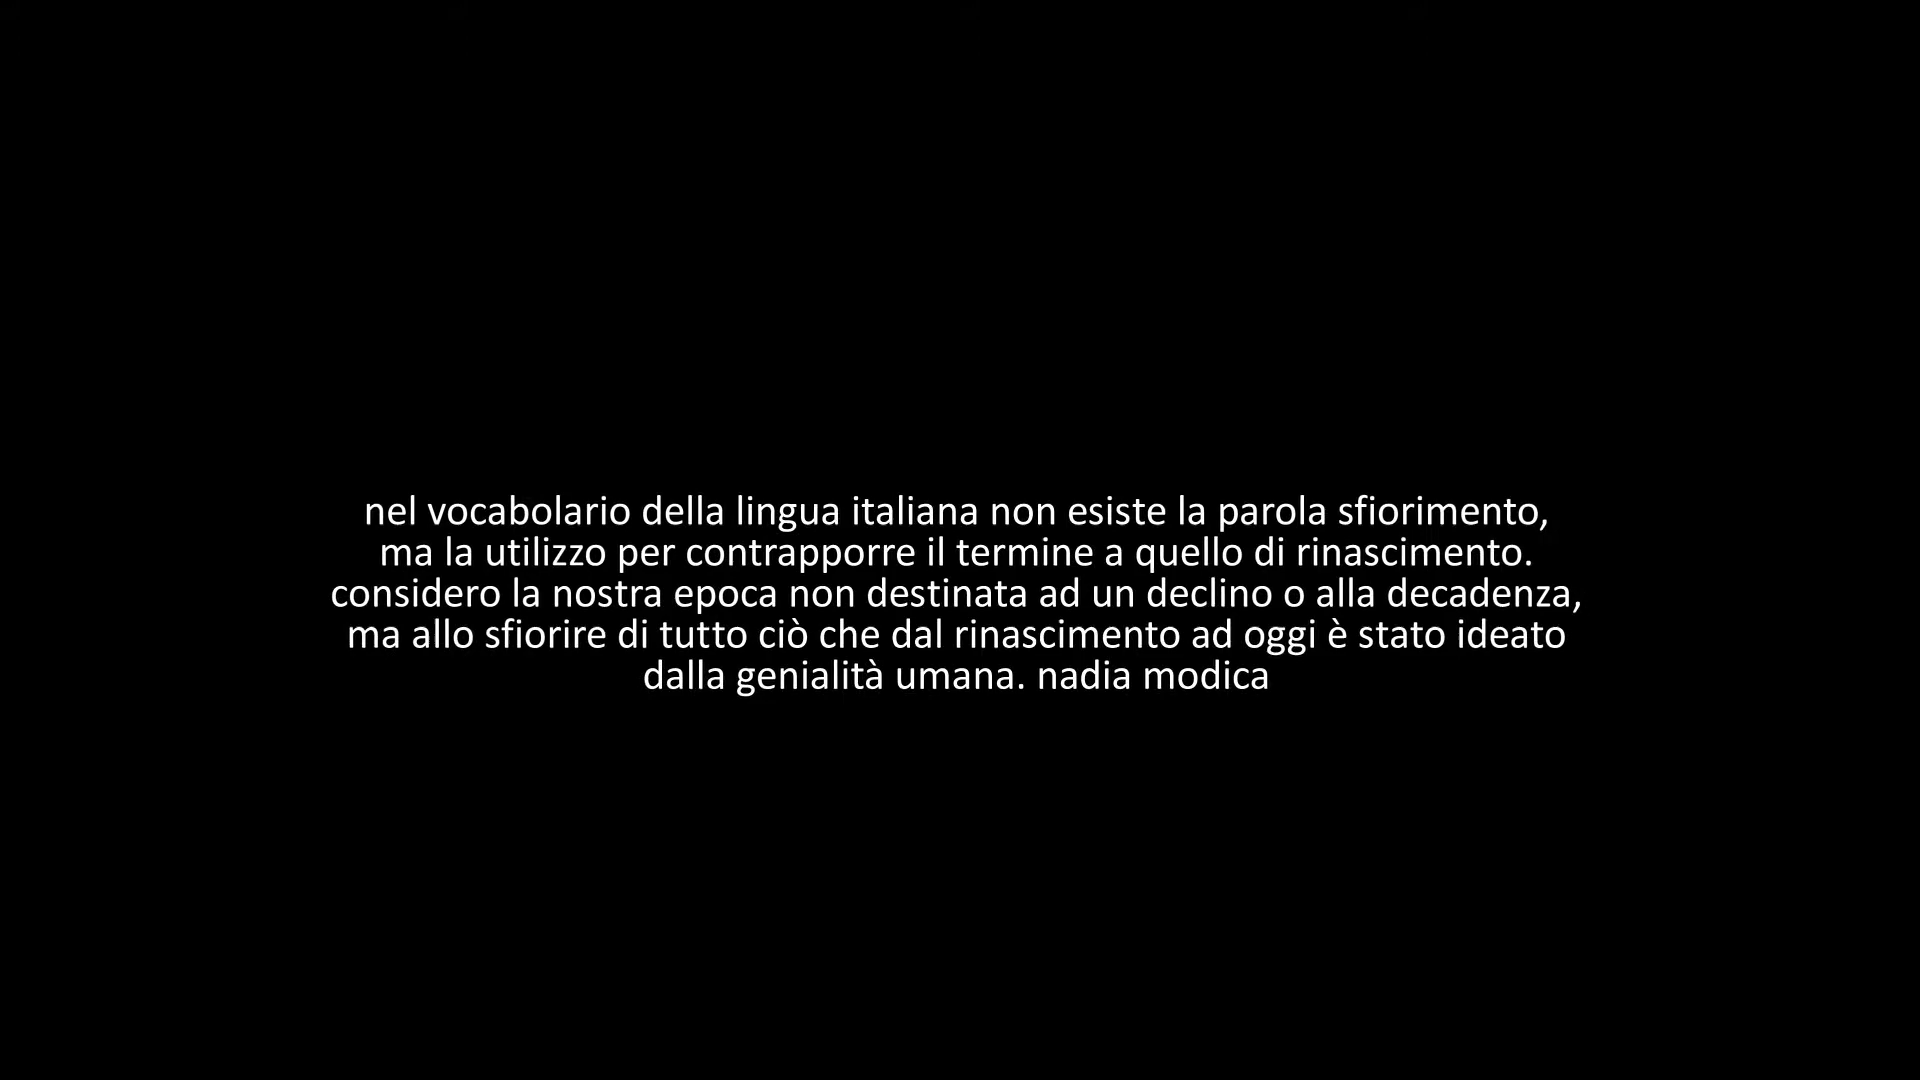 nel vocabolario della lingua italiana non esiste la parola sfiorimento,
ma la utilizzo per contrapporre il termine a quello di rinascimento.
considero la nostra epoca non destinata ad un declino o alla decadenza,
ma allo sfiorire di tutto ciò che dal rinascimento ad oggi è stato ideato
dalla genialità umana. nadia modica